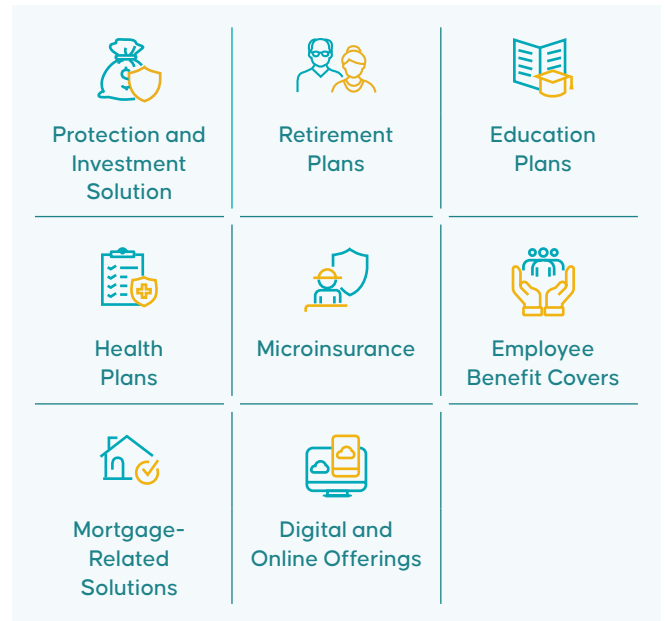 Protection and
Investment
Solution
Retirement
Plans
Education
Plans
Health
Plans
Microinsurance
Employee
Benefit Covers
Mortgage-
Related
Solutions
Digital and
Online Offerings